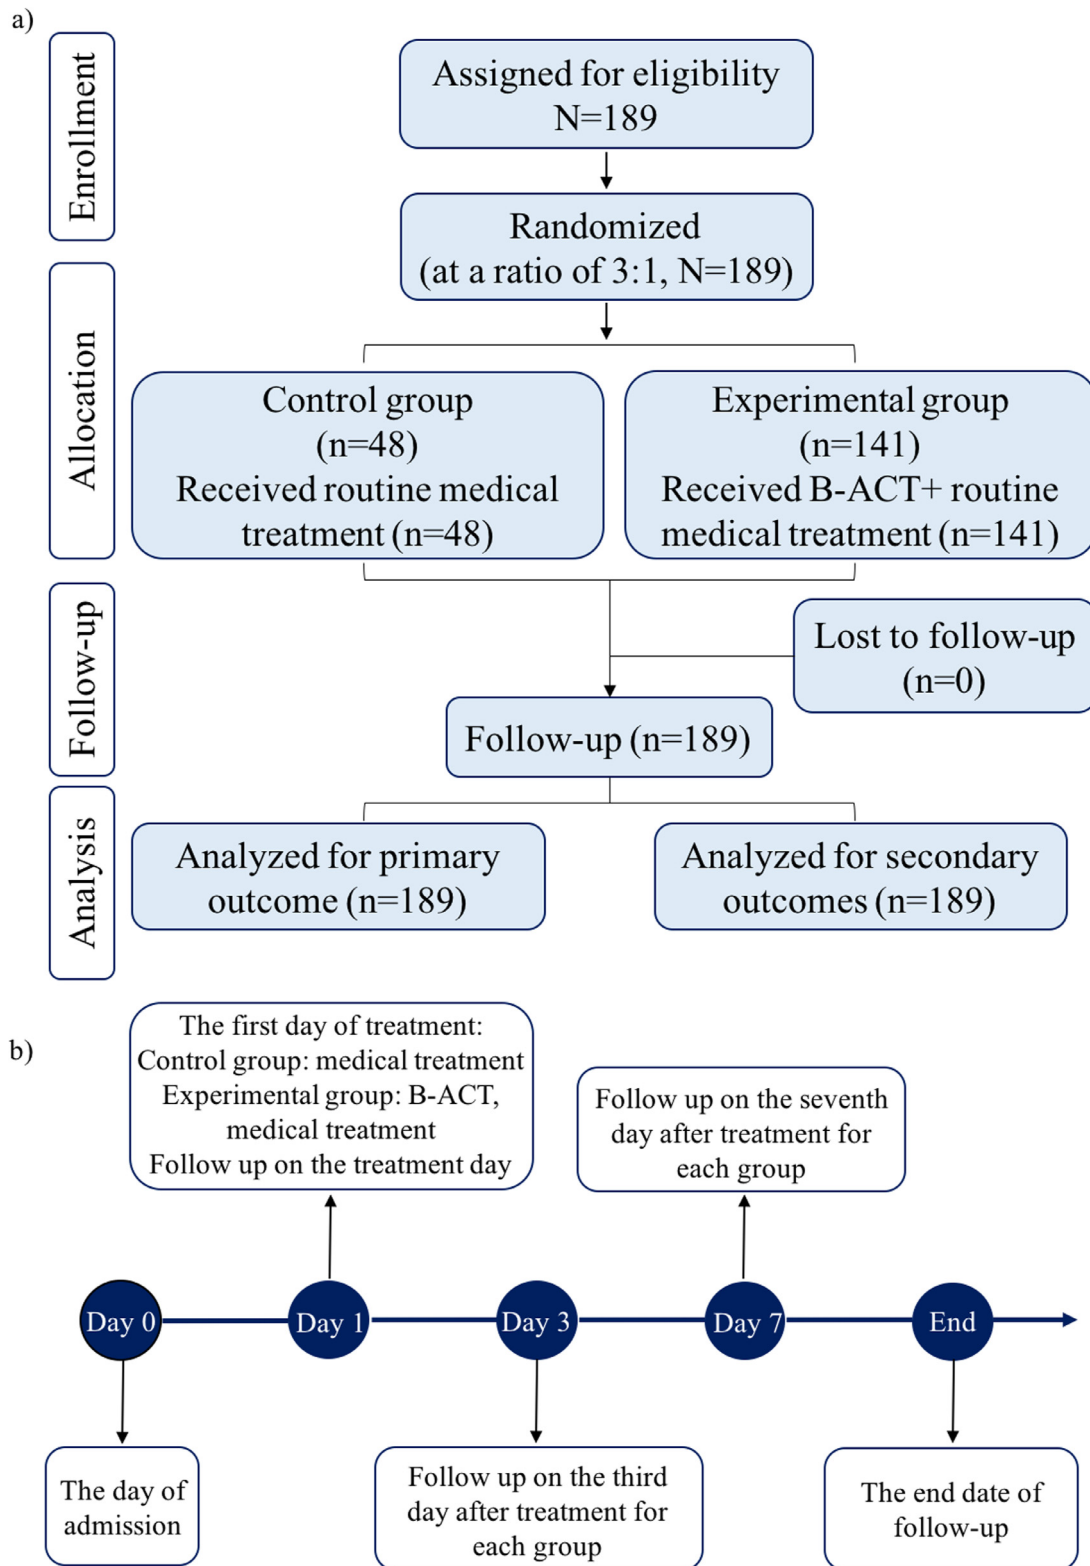 a)
Enrollment
Assigned for eligibility
N=189
Randomized
(at a ratio of 3:1, N=189)
Allocation
Control group
(n=48)
Received routine medical
treatment (n=48)
Experimental group
(n=141)
Received B-ACT+ routine
medical treatment (n=141)
Follow-up
Lost to follow-up
(n=0)
Follow-up (n=189)
Analysis
Analyzed for primary
outcome (n=189)
Analyzed for secondary
outcomes (n=189)
b)
The first day of treatment:
Control group: medical treatment
Experimental group: B-ACT,
medical treatment
Follow up on the treatment day
Follow up on the seventh
day after treatment for
each group
Day 0
Day 1
Day 3
Day 7
End
The day of
admission
Follow up on the third
day after treatment for
each group
The end date of
follow-up